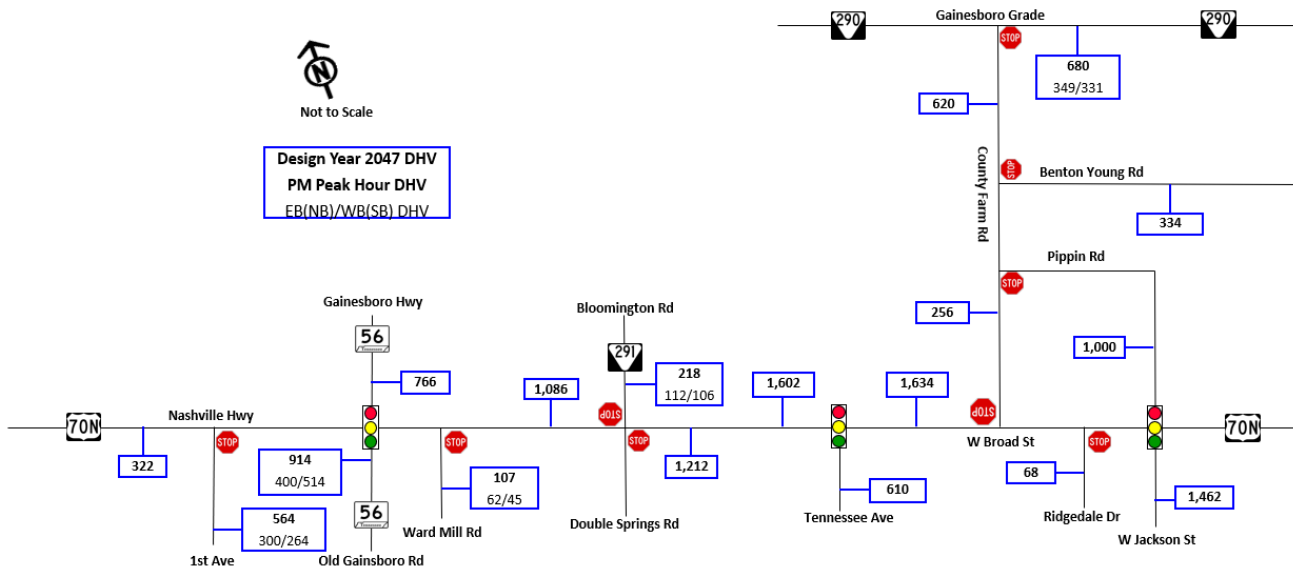 290
Gainesboro Grade
290
STOP
680
349/331
N
Not to Scale
620
Design Year 2047 DHV
PM Peak Hour DHV
EB(NB)/WB(SB) DHV
County Farm Rd
STOP
Benton Young Rd
334
Pippin Rd
STOP
Gainesboro Hwy
56
Bloomington Rd
291
256
1,000
766
1,086
218
112/106
1,602
1,634
70N
Nashville Hwy
STOP
STOP
STOP
STOP
STOP
W Broad St
STOP
70N
322
914
400/514
107
62/45
1,212
610
68
1,462
564
300/264
56
1st Ave
Old Gainsboro Rd
Ward Mill Rd
Double Springs Rd
Tennessee Ave
Ridgedale Dr
W Jackson St